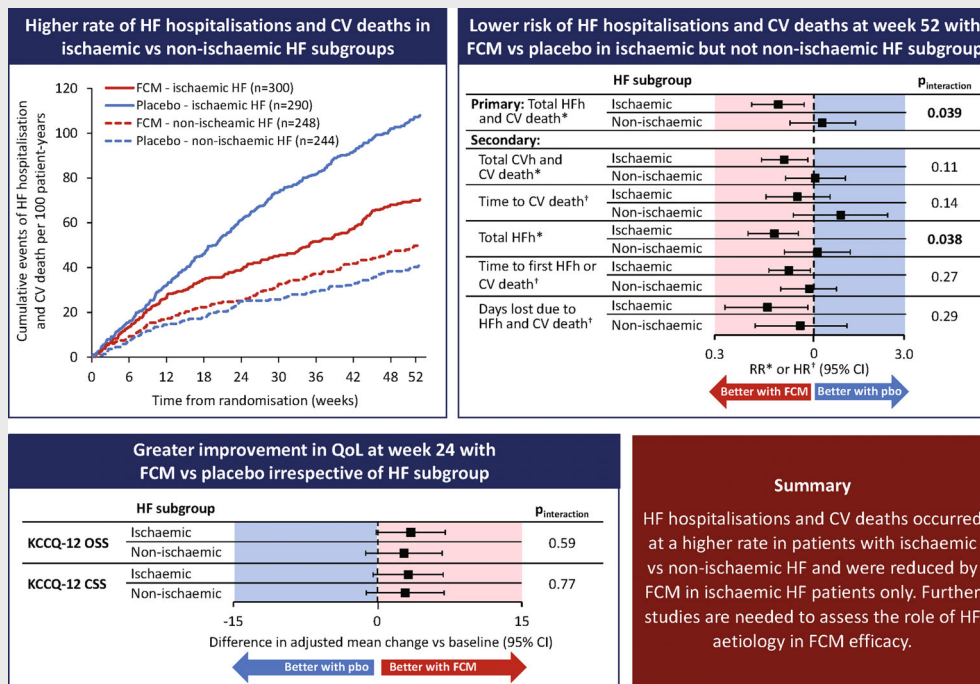 Higher rate of HF hospitalisations and CV deaths in
ischaemic vs non-ischaemic HF subgroups
Cumulative events of HF hospitalisation
and CV death per 100 patient-years
120
100
80
60
40
20
0
FCM - ischaemic HF (n=300)
Placebo - ischaemic HF (n=290)
FCM - non-ischeamic HF (n=248)
Placebo - non-ischaemic HF (n=244)
0 6 12 18 24 30 36 42 48 52
Time from randomisation (weeks)
Lower risk of HF hospitalisations and CV deaths at week 52 with
FCM vs placebo in ischaemic but not non-ischaemic HF subgroup
HF subgroup pinteraction
Primary: Total HFh
and CV death*
Ischaemic
Non-ischaemic
0.039
Secondary:
Total CVh and
CV death*
Ischaemic
Non-ischaemic
0.11
Time to CV death†
Ischaemic
Non-ischaemic
0.14
Total HFh*
Ischaemic
Non-ischaemic
0.038
Time to first HFh or
CV death†
Ischaemic
Non-ischaemic
0.27
Days lost due to
HFh and CV death†
Ischaemic
Non-ischaemic
0.29
0.3 0 3.0
RR* or HR† (95% CI)
Better with FCM Better with pbo
Greater improvement in QoL at week 24 with
FCM vs placebo irrespective of HF subgroup
HF subgroup pinteraction
KCCQ-12 OSS
Ischaemic
Non-ischaemic
0.59
KCCQ-12 CSS
Ischaemic
Non-ischaemic
0.77
-15 0 15
Difference in adjusted mean change vs baseline (95% CI)
Better with pbo Better with FCM
Summary
HF hospitalisations and CV deaths occurred
at a higher rate in patients with ischaemic
vs non-ischaemic HF and were reduced by
FCM in ischaemic HF patients only. Further
studies are needed to assess the role of HF
aetiology in FCM efficacy.